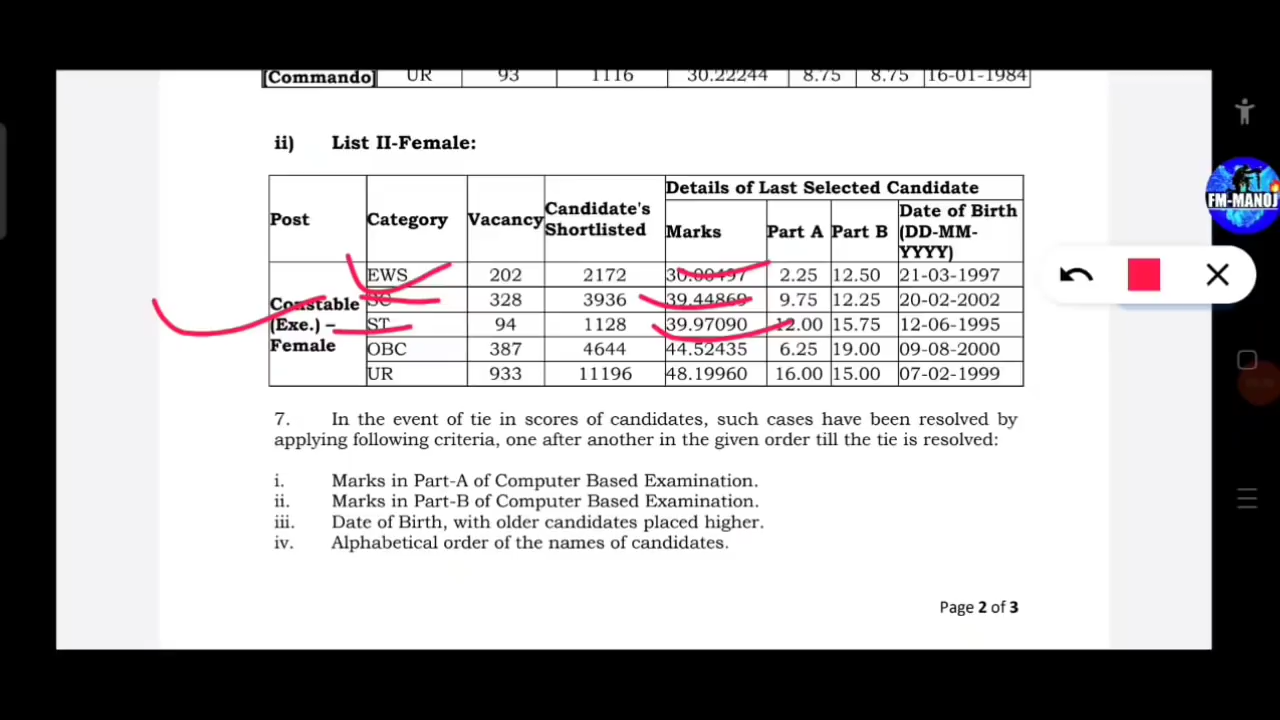 [Commando] UR 93 1116 30.22244 8.75 8.75 16-01-1984
ii) List II-Female:
Details of Last Selected Candidate
Post Category Vacancy Candidate's Shortlisted Marks Part A Part B Date of Birth (DD-MM-YYYY)
EWS 202 2172 30.00497 2.25 12.50 21-03-1997
Constable (Exe.) – Female
SC 328 3936 39.44869 9.75 12.25 20-02-2002
ST 94 1128 39.97090 12.00 15.75 12-06-1995
OBC 387 4644 44.52435 6.25 19.00 09-08-2000
UR 933 11196 48.19960 16.00 15.00 07-02-1999
7. In the event of tie in scores of candidates, such cases have been resolved by
applying following criteria, one after another in the given order till the tie is resolved:
i. Marks in Part-A of Computer Based Examination.
ii. Marks in Part-B of Computer Based Examination.
iii. Date of Birth, with older candidates placed higher.
iv. Alphabetical order of the names of candidates.
Page 2 of 3
FM-MANOJ